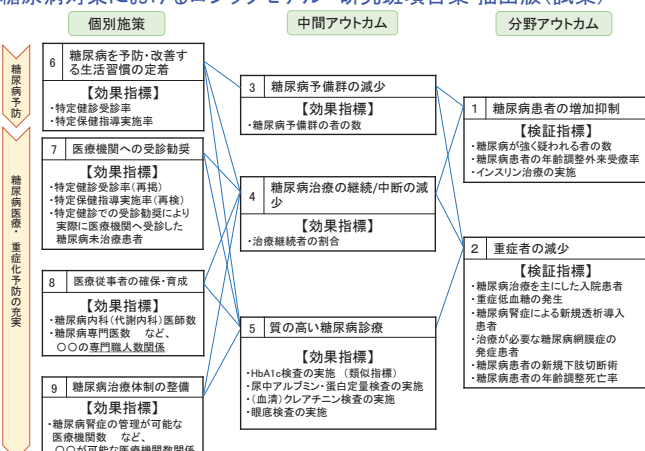 糖尿病対策におけるロジックモデル 研究班項目案 抽出版(試案)
個別施策
中間アウトカム
分野アウトカム
糖尿病予防
糖尿病医療・重症化予防の充実
6 糖尿病を予防・改善す
る生活習慣の定着
【効果指標】
・特定健診受診率
・特定保健指導実施率
7 医療機関への受診勧奨
【効果指標】
・特定健診受診率(再掲)
・特定保健指導実施率(再検)
・特定健診での受診勧奨により
実際に医療機関へ受診した
糖尿病未治療患者
8 医療従事者の確保・育成
【効果指標】
・糖尿病内科(代謝内科)医師数
・糖尿病専門医数 など、
〇〇の専門職人数関係
9 糖尿病治療体制の整備
【効果指標】
・糖尿病腎症の管理が可能な
医療機関数 など、
〇〇が可能な医療機関数関係
3 糖尿病予備群の減少
【効果指標】
・糖尿病予備群の者の数
4 糖尿病治療の継続/中断の減
少
【効果指標】
・治療継続者の割合
5 質の高い糖尿病診療
【効果指標】
・HbA1c検査の実施 (類似指標)
・尿中アルブミン・蛋白定量検査の実施
・(血清)クレアチニン検査の実施
・眼底検査の実施
1 糖尿病患者の増加抑制
【検証指標】
・糖尿病が強く疑われる者の数
・糖尿病患者の年齢調整外来受療率
・インスリン治療の実施
2 重症者の減少
【検証指標】
・糖尿病治療を主にした入院患者
・重症低血糖の発生
・糖尿病腎症による新規透析導入
患者
・治療が必要な糖尿病網膜症の
発症患者
・糖尿病患者の新規下肢切断術
・糖尿病患者の年齢調整死亡率